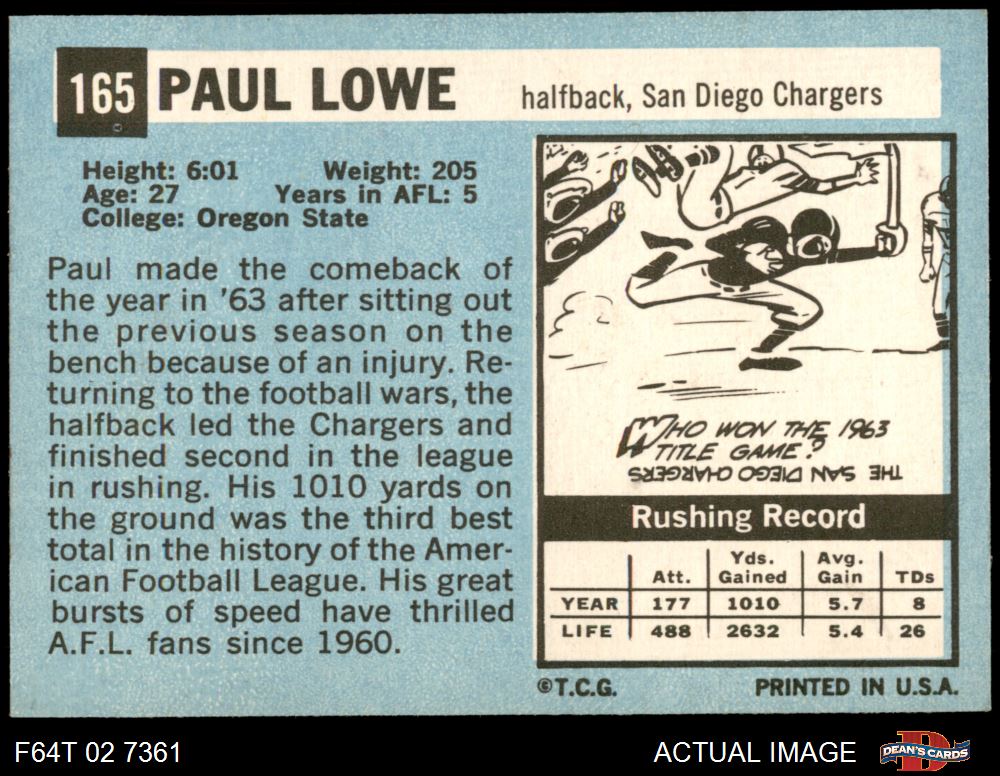 165 PAUL LOWE halfback, San Diego Chargers
Height: 6:01 Weight: 205
Age: 27 Years in AFL: 5
College: Oregon State
Paul made the comeback of
the year in '63 after sitting out
the previous season on the
bench because of an injury. Re-
turning to the football wars, the
halfback led the Chargers and
finished second in the league
in rushing. His 1010 yards on
the ground was the third best
total in the history of the Amer-
ican Football League. His great
bursts of speed have thrilled
A.F.L. fans since 1960.
WHO WON THE 1963
TITLE GAME?
THE SAN DIEGO CHARGERS
Rushing Record
Att. Yds. Gained Avg. Gain TDs
YEAR 177 1010 5.7 8
LIFE 488 2632 5.4 26
©T.C.G. PRINTED IN U.S.A.
F64T 02 7361 ACTUAL IMAGE DEAN'S CARDS